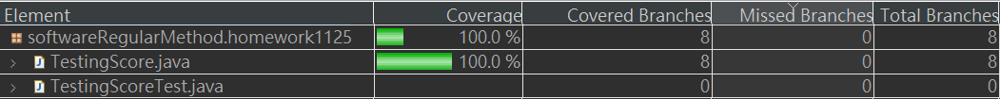 Element Coverage Covered Branches Missed Branches Total Branches
softwareRegularMethod.homework1125 100.0 % 8 0 8
TestingScore.java 100.0 % 8 0 8
TestingScoreTest.java 0 0 0